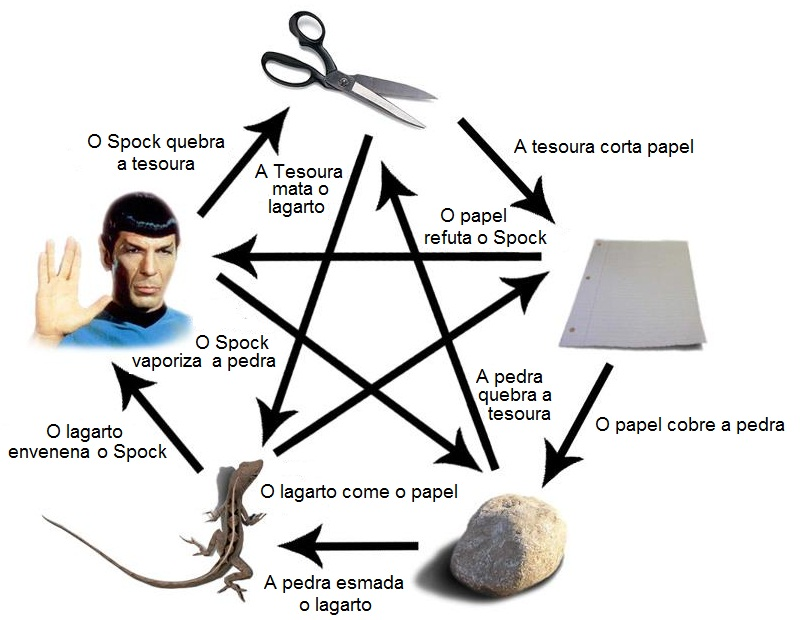 O Spock quebra
a tesoura
A Tesoura
mata o
lagarto
A tesoura corta papel
O papel
refuta o Spock
O Spock
vaporiza a pedra
A pedra
quebra a
tesoura
O papel cobre a pedra
O lagarto
envenena o Spock
O lagarto come o papel
A pedra esmada
o lagarto